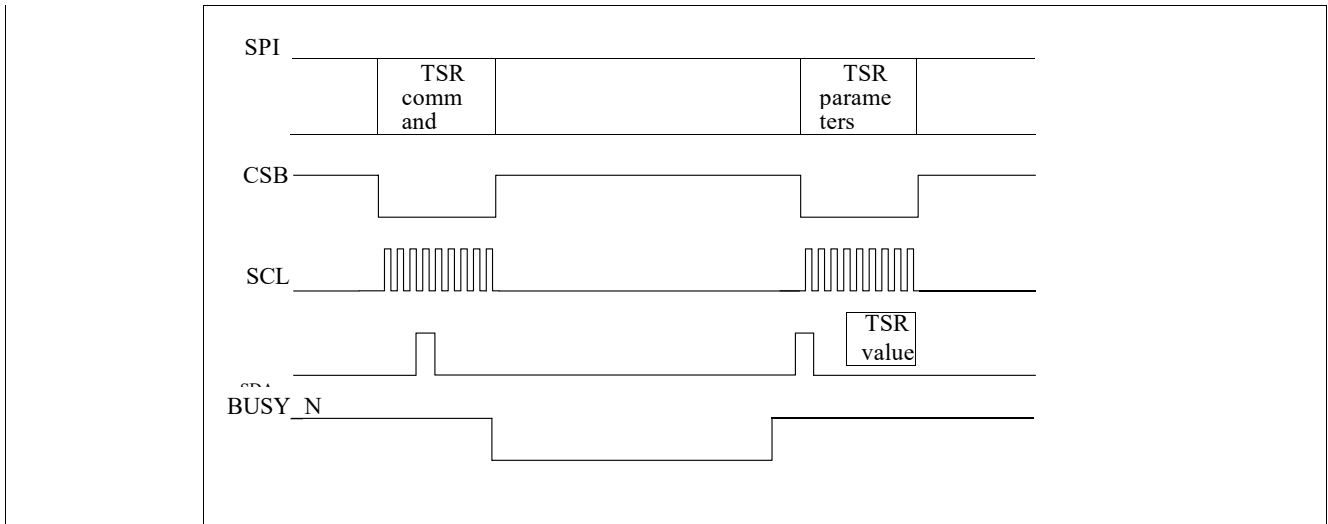 SPI
TSR
comm
and
TSR
parame
ters
CSB
SCL
TSR
value
BUSY_N